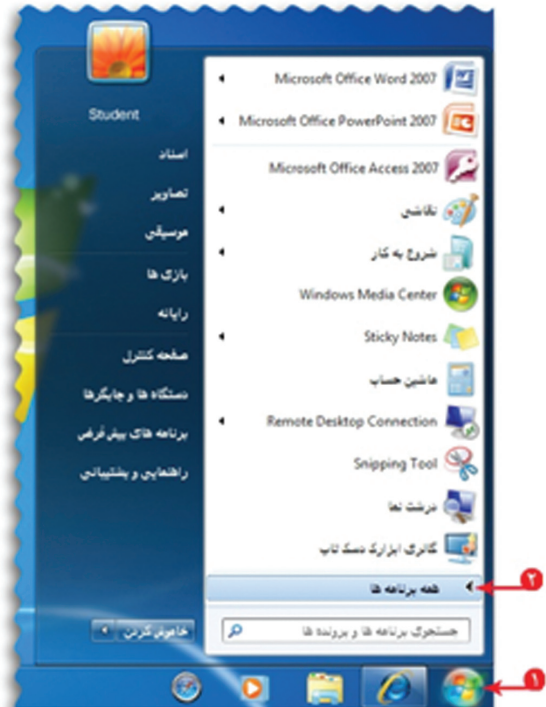 Microsoft Office Word 2007
Microsoft Office PowerPoint 2007
Microsoft Office Access 2007
نقاشی
شروع به کار
Windows Media Center
Sticky Notes
ماشین حساب
Remote Desktop Connection
Snipping Tool
درشت نما
گالری ابزارک دسک تاپ
همه برنامه ها
۲
جستجوی برنامه ها و پرونده ها
Student
اسناد
تصاویر
موسیقی
بازی ها
رایانه
صفحه کنترل
دستگاه ها و چاپگرها
برنامه های پیش فرض
راهنمایی و پشتیبانی
خاموش کردن
۱